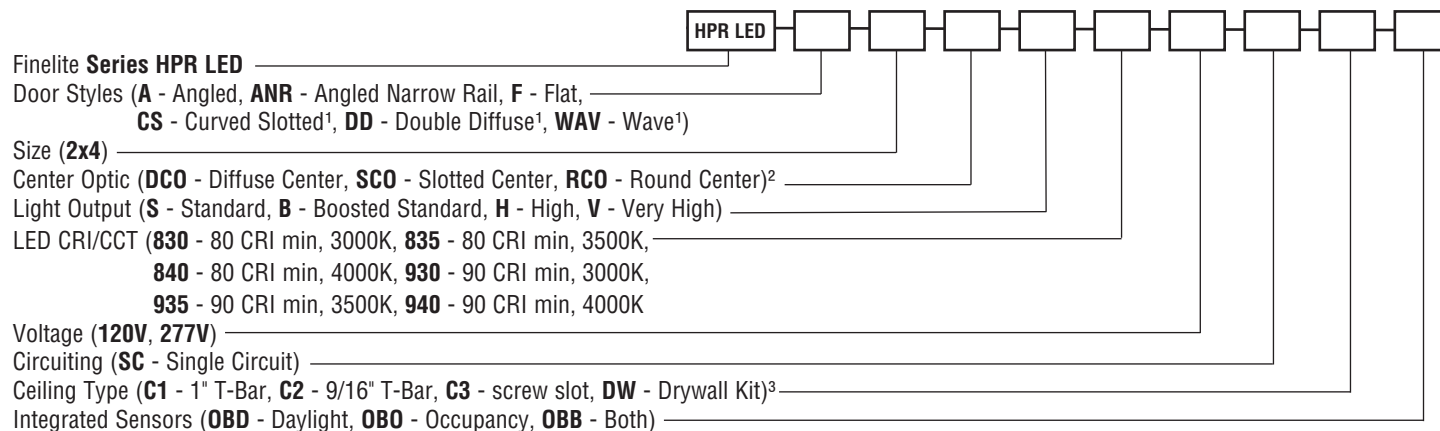 HPR LED
Finelite Series HPR LED
Door Styles (A - Angled, ANR - Angled Narrow Rail, F - Flat,
CS - Curved Slotted¹, DD - Double Diffuse¹, WAV - Wave¹)
Size (2x4)
Center Optic (DCO - Diffuse Center, SCO - Slotted Center, RCO - Round Center)²
Light Output (S - Standard, B - Boosted Standard, H - High, V - Very High)
LED CRI/CCT (830 - 80 CRI min, 3000K, 835 - 80 CRI min, 3500K,
840 - 80 CRI min, 4000K, 930 - 90 CRI min, 3000K,
935 - 90 CRI min, 3500K, 940 - 90 CRI min, 4000K
Voltage (120V, 277V)
Circuiting (SC - Single Circuit)
Ceiling Type (C1 - 1" T-Bar, C2 - 9/16" T-Bar, C3 - screw slot, DW - Drywall Kit)³
Integrated Sensors (OBD - Daylight, OBO - Occupancy, OBB - Both)